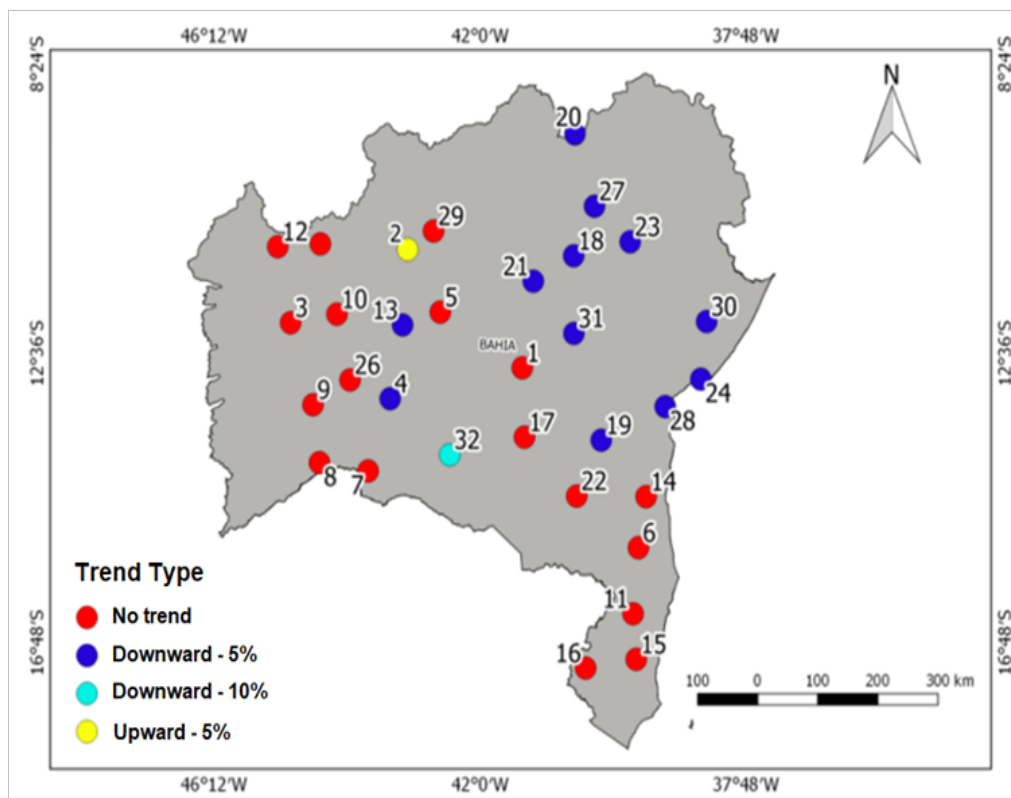 46°12'W 42°0'W 37°48'W
8°24'S 8°24'S
N
20
27
29
2
23
12
18
21
3
10
13
5
30
31
BAHIA
1
12°36'S 12°36'S
26
4
24
9
28
17
19
32
8
7
22
14
6
Trend Type
No trend
11
Downward - 5%
16
15
16°48'S 16°48'S
Downward - 10%
100 0 100 200 300 km
Upward - 5%
46°12'W 42°0'W 37°48'W